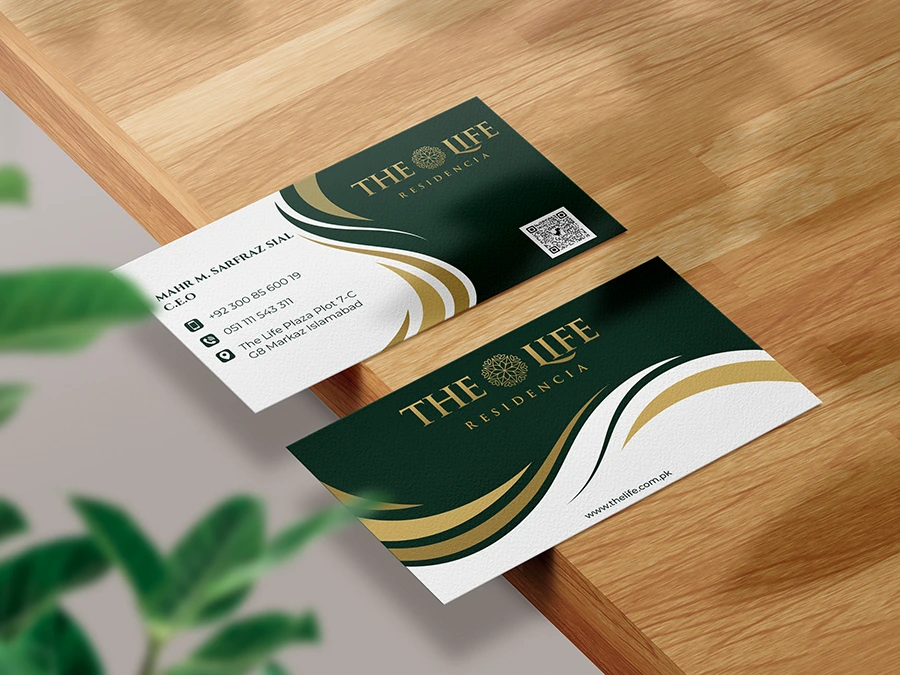 THE LIFE
RESIDENCIA
MAHR M. SARFRAZ SIAL
C.E.O
+92 300 85 600 19
051 111 543 311
The Life Plaza Plot 7-C
G8 Markaz Islamabad
THE LIFE
RESIDENCIA
www.thelife.com.pk